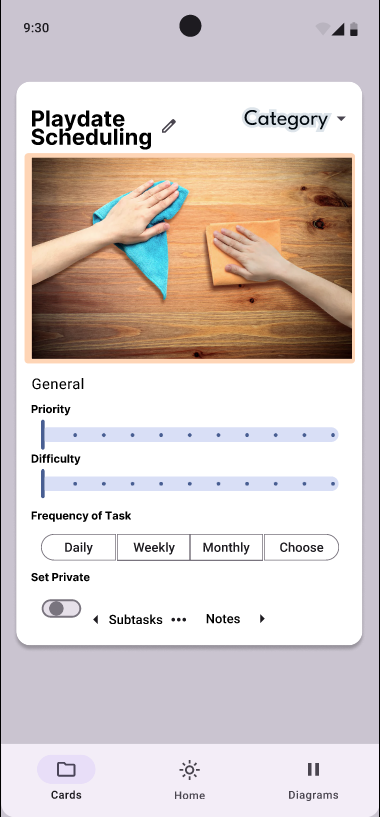 9:30
Playdate
Scheduling
Category
General
Priority
Difficulty
Frequency of Task
Daily Weekly Monthly Choose
Set Private
Subtasks ••• Notes
Cards Home Diagrams